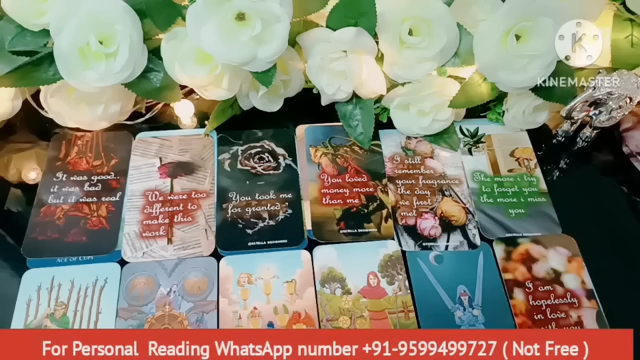 KINEMASTER
It was good..
it was bad
but it was real
We were too
different to
make this
work
You took me
for granted
You loved
money more
than me
I still
remember
your fragrance
the day
we first
met
The more i try
to forget you
the more i miss
you
ACE OF CUPS
I am
hopelessly
in love
with you
For Personal Reading WhatsApp number +91-9599499727 ( Not Free )